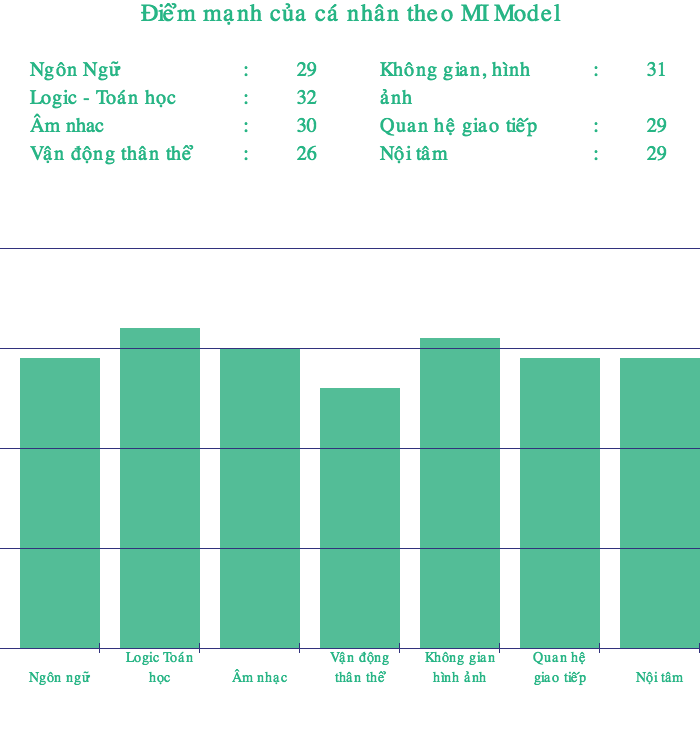 Điểm mạnh của cá nhân theo MI Model
Ngôn Ngữ : 29
Logic - Toán học : 32
Âm nhac : 30
Vận động thân thể : 26
Không gian, hình : 31
ảnh
Quan hệ giao tiếp : 29
Nội tâm : 29
Ngôn ngữ
Logic Toán
học
Âm nhạc
Vận động
thân thể
Không gian
hình ảnh
Quan hệ
giao tiếp
Nội tâm